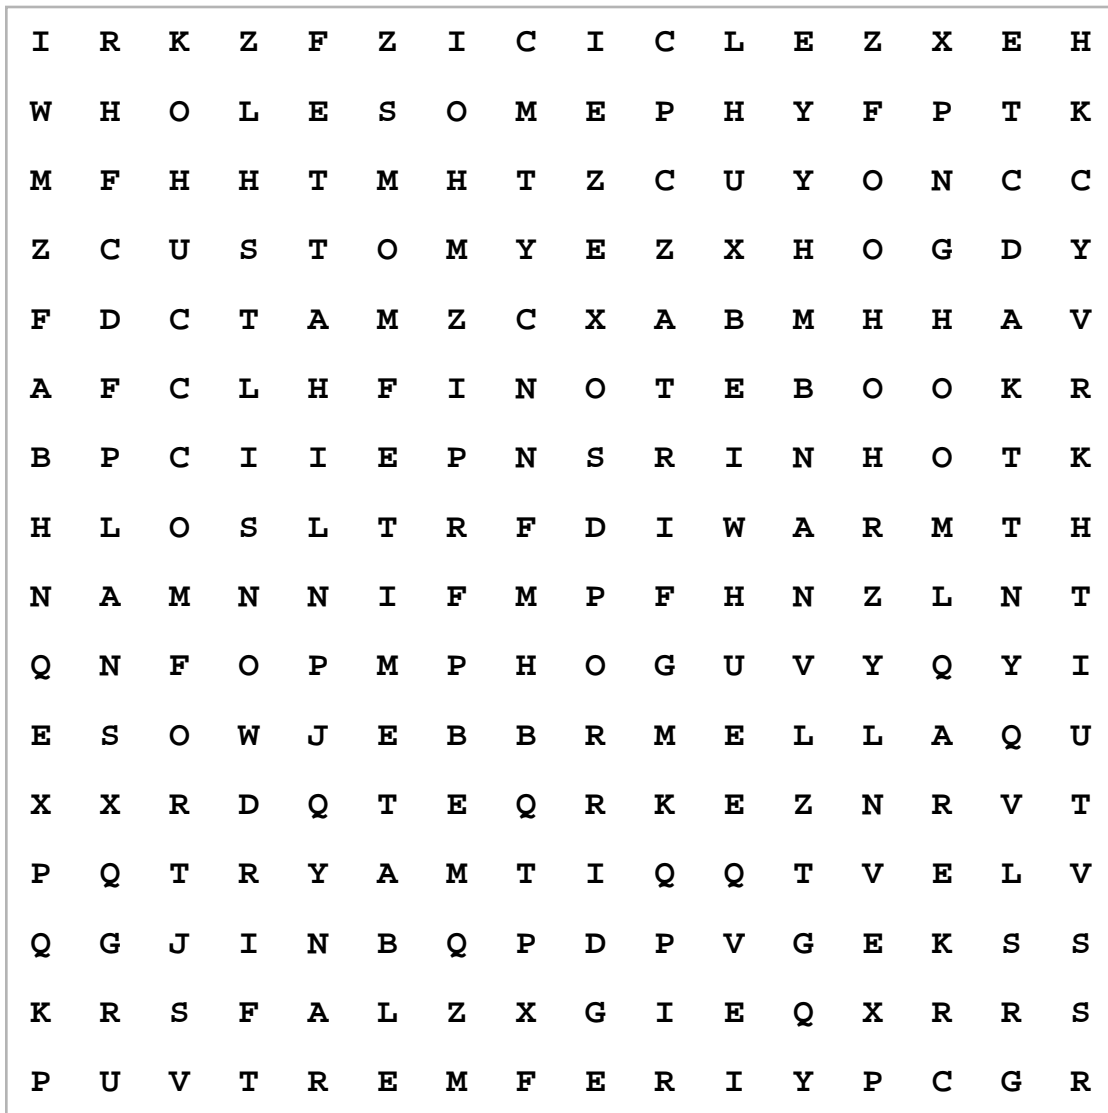 I R K Z F Z I C I C L E Z X E H
W H O L E S O M E P H Y F P T K
M F H H T M H T Z C U Y O N C C
Z C U S T O M Y E Z X H O G D Y
F D C T A M Z C X A B M H H A V
A F C L H F I N O T E B O O K R
B P C I I E P N S R I N H O T K
H L O S L T R F D I W A R M T H
N A M N N I F M P F H N Z L N T
Q N F O P M P H O G U V Y Q Y I
E S O W J E B B R M E L L A Q U
X X R D Q T E Q R K E Z N R V T
P Q T R Y A M T I Q Q T V E L V
Q G J I N B Q P D P V G E K S S
K R S F A L Z X G I E Q X R R S
P U V T R E M F E R I Y P C G R